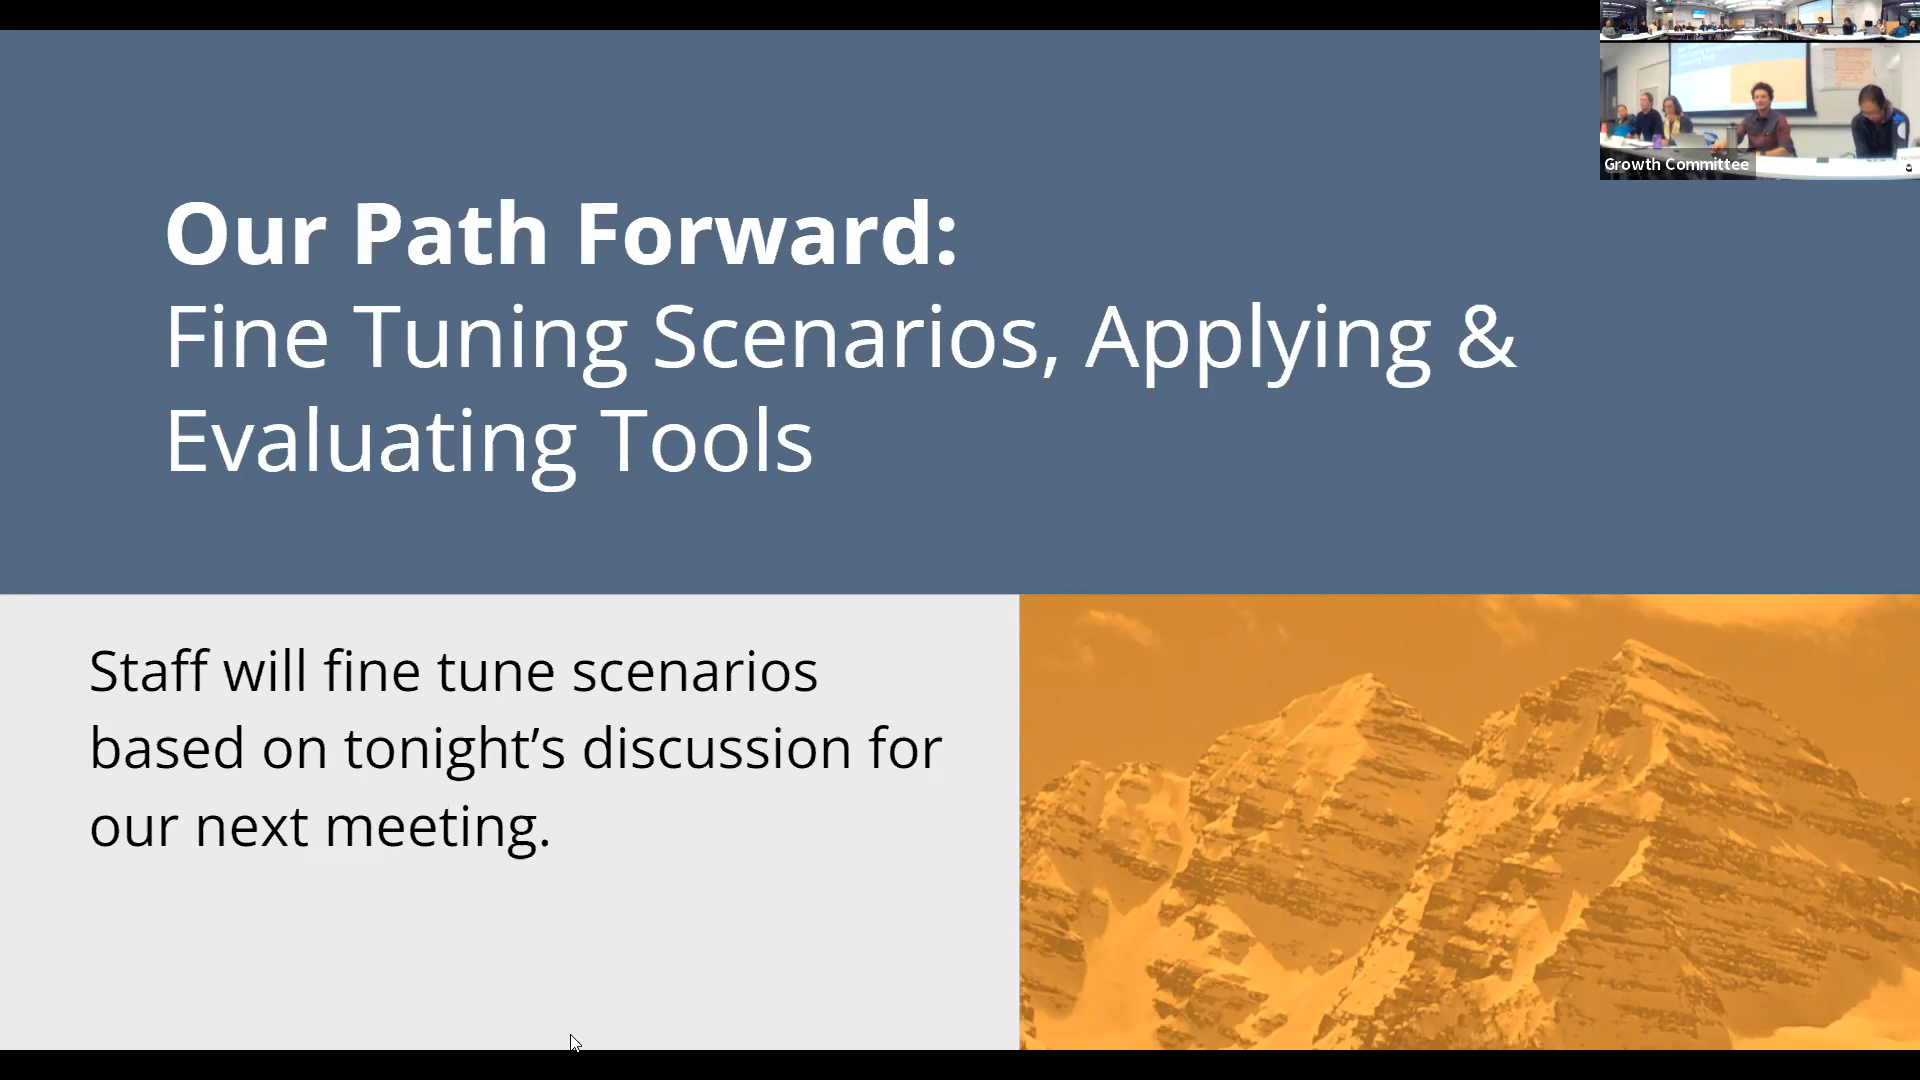 Growth Committee
Our Path Forward:
Fine Tuning Scenarios, Applying &
Evaluating Tools
Staff will fine tune scenarios
based on tonight’s discussion for
our next meeting.